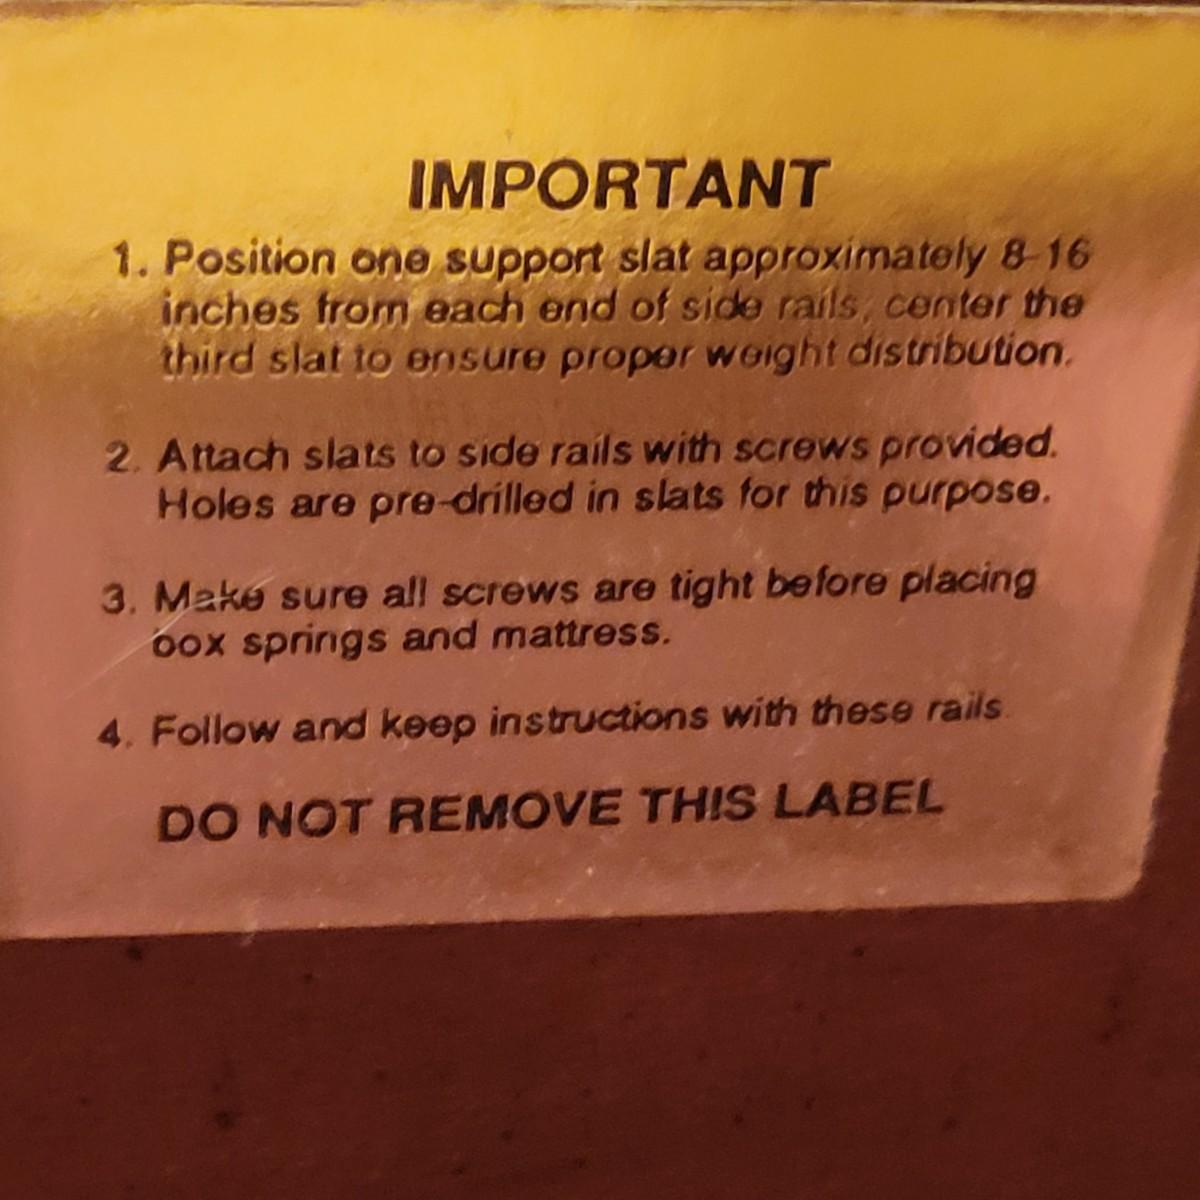 IMPORTANT
1. Position one support slat approximately 8-16
inches from each end of side rails, center the
third slat to ensure proper weight distribution.
2. Attach slats to side rails with screws provided.
Holes are pre-drilled in slats for this purpose.
3. Make sure all screws are tight before placing
box springs and mattress.
4. Follow and keep instructions with these rails.
DO NOT REMOVE THIS LABEL